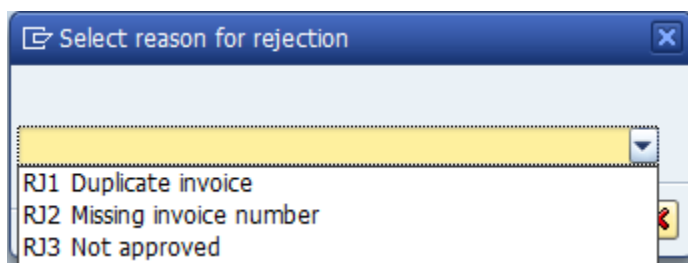 Select reason for rejection
RJ1 Duplicate invoice
RJ2 Missing invoice number
RJ3 Not approved